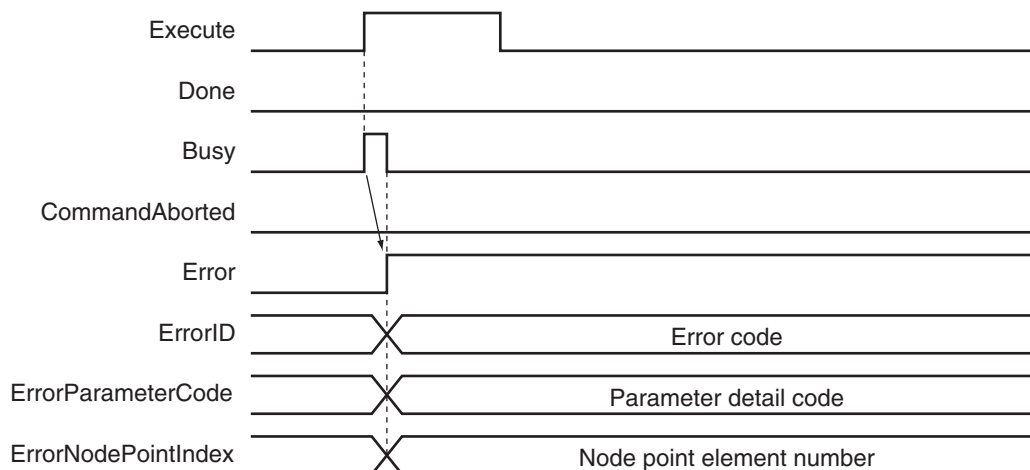 Execute
Done
Busy
CommandAborted
Error
ErrorID
Error code
ErrorParameterCode
Parameter detail code
ErrorNodePointIndex
Node point element number